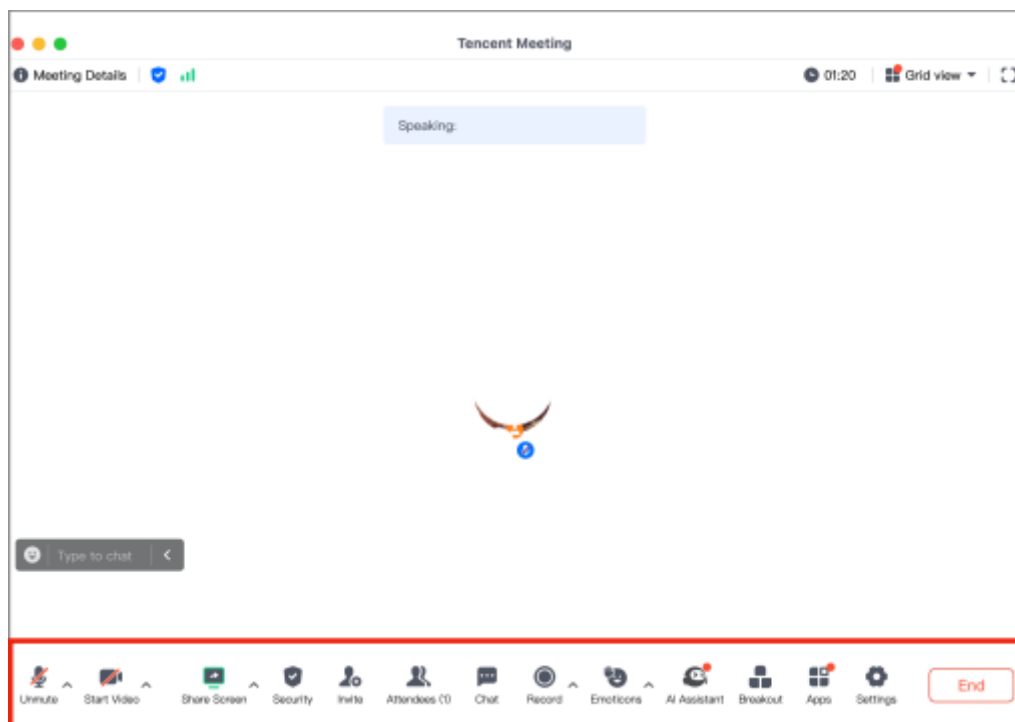 Tencent Meeting
Meeting Details 01:20 Grid view
Speaking:
Type to chat
Unmute Start Video Share Screen Security Invite Attendees (1) Chat Record Emoticons AI Assistant Breakout Apps Settings End